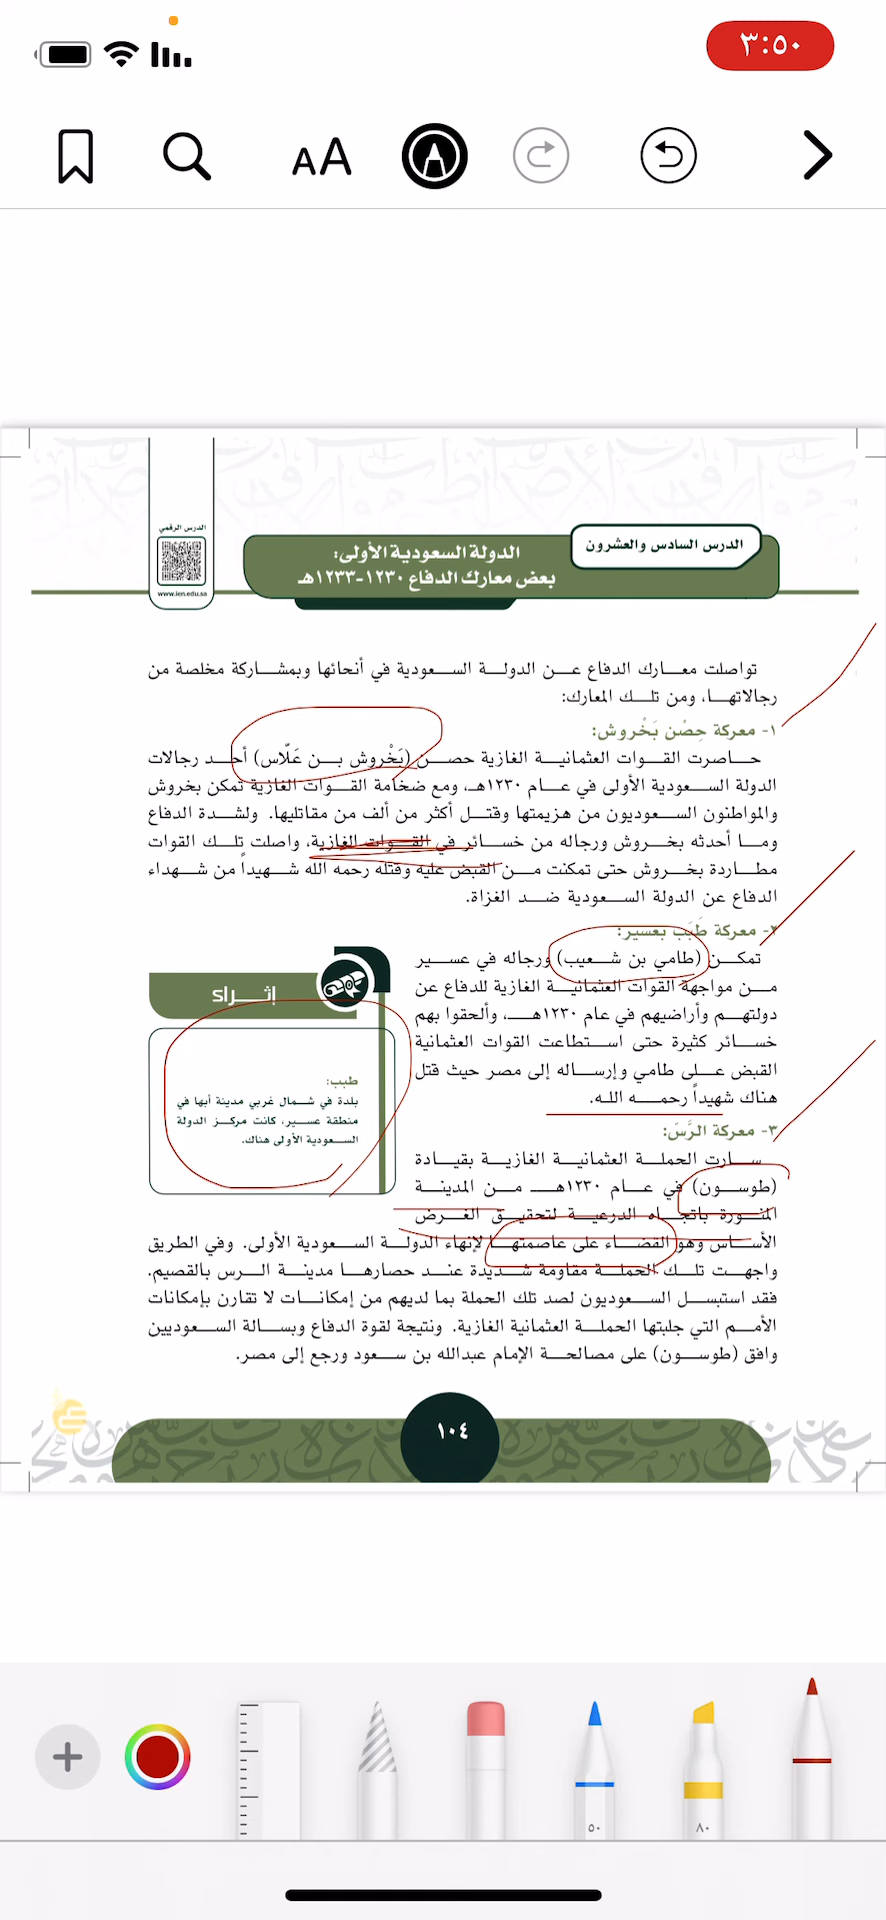 ٣:٥٠
AA
الدرس الرقمي
www.ien.edu.sa
الدرس السادس والعشرون
الدولة السعودية الأولى:
بعض معارك الدفاع ١٢٣٠-١٢٣٣هـ
تواصلت معارك الدفاع عن الدولة السعودية في أنحائها وبمشاركة مخلصة من
رجالاتها، ومن تلك المعارك:
١- معركة حِصْن بَخْروش:
حاصرت القوات العثمانية الغازية حصن (بَخْروش بن عَلّاس) أحد رجالات
الدولة السعودية الأولى في عام ١٢٣٠هـ، ومع ضخامة القوات الغازية تمكن بخروش
والمواطنون السعوديون من هزيمتها وقتل أكثر من ألف من مقاتليها. ولشدة الدفاع
وما أحدثه بخروش ورجاله من خسائر في القوات الغازية، واصلت تلك القوات
مطاردة بخروش حتى تمكنت من القبض عليه وقتله رحمه الله شهيداً من شهداء
الدفاع عن الدولة السعودية ضد الغزاة.
٢- معركة طَبَب بعسير:
تمكن (طامي بن شعيب) ورجاله في عسير
من مواجهة القوات العثمانية الغازية للدفاع عن
دولتهم وأراضيهم في عام ١٢٣٠هـ، وألحقوا بهم
خسائر كثيرة حتى استطاعت القوات العثمانية
القبض على طامي وإرساله إلى مصر حيث قتل
هناك شهيداً رحمه الله.
إثراء
طبب:
بلدة في شمال غربي مدينة أبها في
منطقة عسير، كانت مركز الدولة
السعودية الأولى هناك.
٣- معركة الرَّسّ:
سارت الحملة العثمانية الغازية بقيادة
(طوسون) في عام ١٢٣٠هـ من المدينة
المنورة باتجاه الدرعية لتحقيق الغرض
الأساس وهو القضاء على عاصمتها لإنهاء الدولة السعودية الأولى. وفي الطريق
واجهت تلك الحملة مقاومة شديدة عند حصارها مدينة الرس بالقصيم.
فقد استبسل السعوديون لصد تلك الحملة بما لديهم من إمكانات لا تقارن بإمكانات
الأمم التي جلبتها الحملة العثمانية الغازية. ونتيجة لقوة الدفاع وبسالة السعوديين
وافق (طوسون) على مصالحة الإمام عبدالله بن سعود ورجع إلى مصر.
١٠٤
٥٠
٨٠